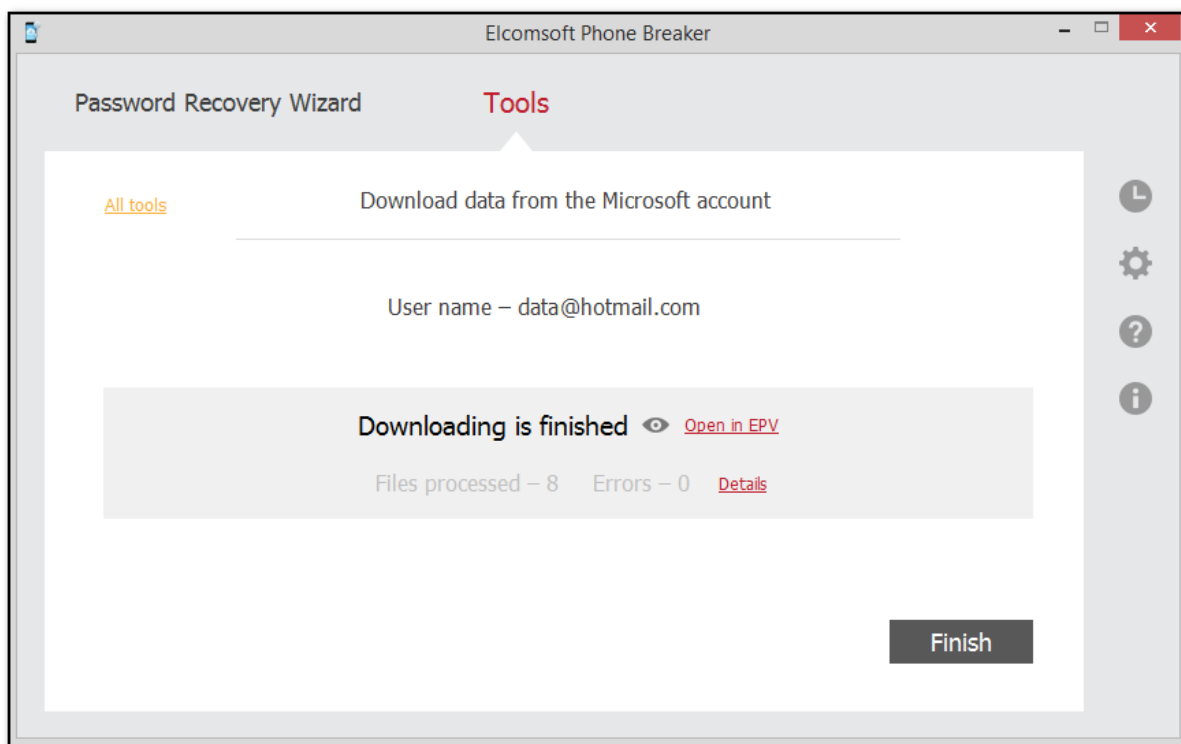 Elcomsoft Phone Breaker
Password Recovery Wizard Tools
All tools Download data from the Microsoft account
User name – data@hotmail.com
Downloading is finished Open in EPV
Files processed – 8 Errors – 0 Details
Finish